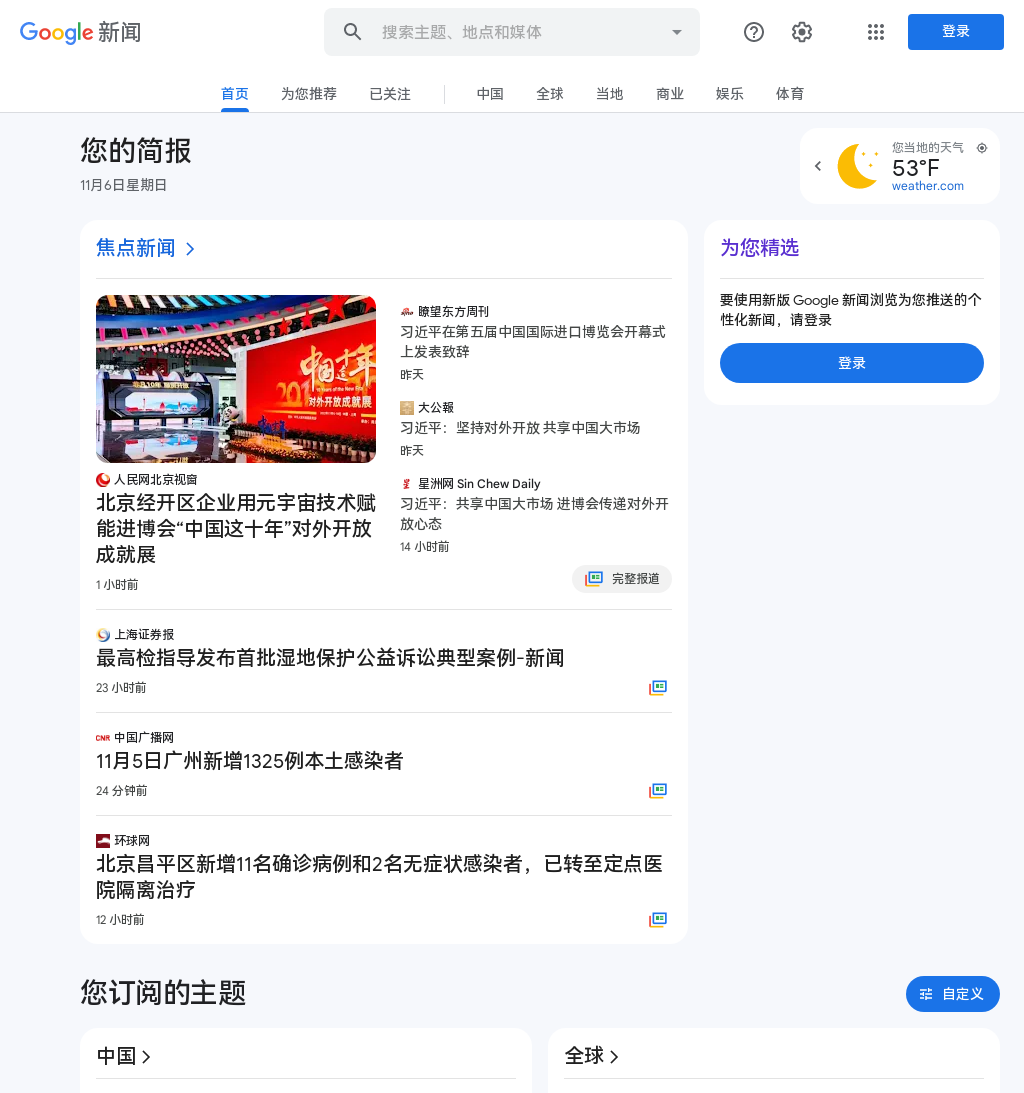 Google 新闻
搜索主题、地点和媒体
登录
首页 为您推荐 已关注 中国 全球 当地 商业 娱乐 体育
您的简报
11月6日星期日
您当地的天气
53°F
weather.com
焦点新闻
中国这十年
对外开放成就展
人民网北京视窗
北京经开区企业用元宇宙技术赋
能进博会“中国这十年”对外开放
成就展
1 小时前
瞭望东方周刊
习近平在第五届中国国际进口博览会开幕式
上发表致辞
昨天
大公報
习近平：坚持对外开放 共享中国大市场
昨天
星洲网 Sin Chew Daily
习近平：共享中国大市场 进博会传递对外开
放心态
14 小时前
完整报道
上海证券报
最高检指导发布首批湿地保护公益诉讼典型案例-新闻
23 小时前
CNR 中国广播网
11月5日广州新增1325例本土感染者
24 分钟前
环球网
北京昌平区新增11名确诊病例和2名无症状感染者，已转至定点医
院隔离治疗
12 小时前
为您精选
要使用新版 Google 新闻浏览为您推送的个
性化新闻，请登录
登录
您订阅的主题
自定义
中国
全球